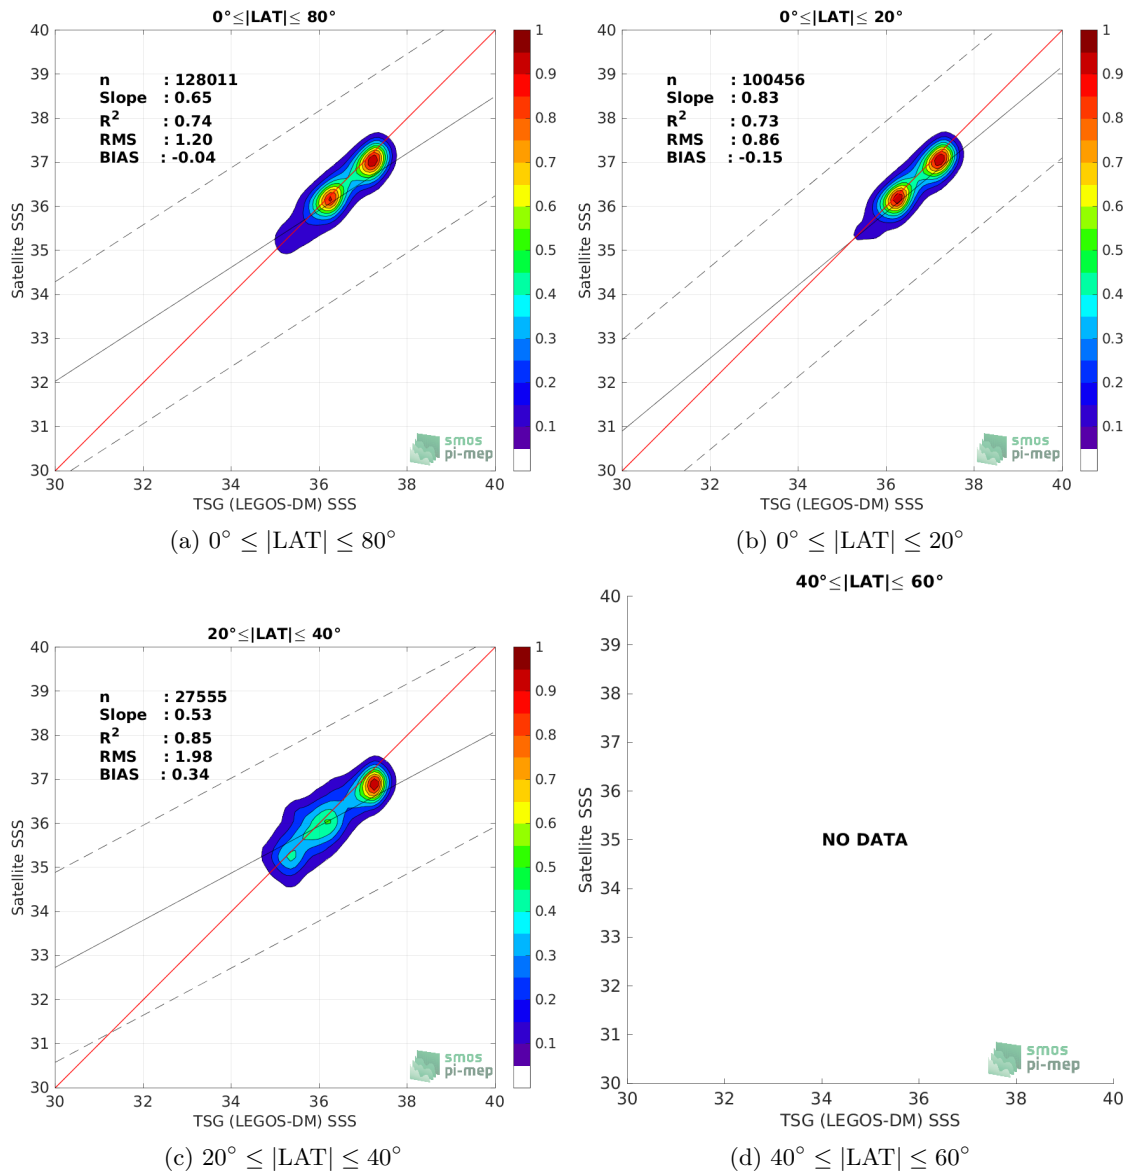 0°≤|LAT|≤ 80°
40
39
38
37
36
35
34
33
32
31
30
Satellite SSS
n : 128011
Slope : 0.65
R² : 0.74
RMS : 1.20
BIAS : -0.04
smos
pi-mep
1
0.9
0.8
0.7
0.6
0.5
0.4
0.3
0.2
0.1
30 32 34 36 38 40
TSG (LEGOS-DM) SSS
(a) 0° ≤ |LAT| ≤ 80°
0°≤|LAT|≤ 20°
40
39
38
37
36
35
34
33
32
31
30
Satellite SSS
n : 100456
Slope : 0.83
R² : 0.73
RMS : 0.86
BIAS : -0.15
smos
pi-mep
1
0.9
0.8
0.7
0.6
0.5
0.4
0.3
0.2
0.1
30 32 34 36 38 40
TSG (LEGOS-DM) SSS
(b) 0° ≤ |LAT| ≤ 20°
20°≤|LAT|≤ 40°
40
39
38
37
36
35
34
33
32
31
30
Satellite SSS
n : 27555
Slope : 0.53
R² : 0.85
RMS : 1.98
BIAS : 0.34
smos
pi-mep
1
0.9
0.8
0.7
0.6
0.5
0.4
0.3
0.2
0.1
30 32 34 36 38 40
TSG (LEGOS-DM) SSS
(c) 20° ≤ |LAT| ≤ 40°
40°≤|LAT|≤ 60°
40
39
38
37
36
35
34
33
32
31
30
Satellite SSS
NO DATA
smos
pi-mep
30 32 34 36 38 40
TSG (LEGOS-DM) SSS
(d) 40° ≤ |LAT| ≤ 60°